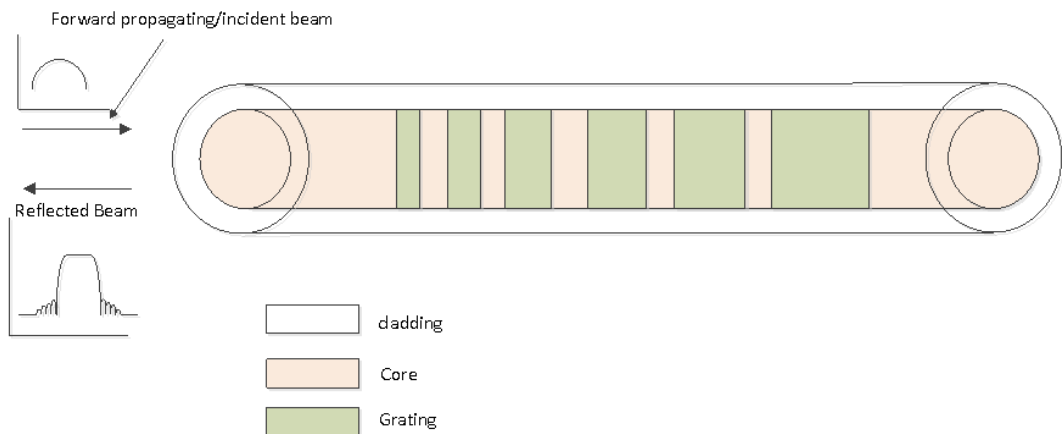 Forward propagating/incident beam
Reflected Beam
cladding
Core
Grating